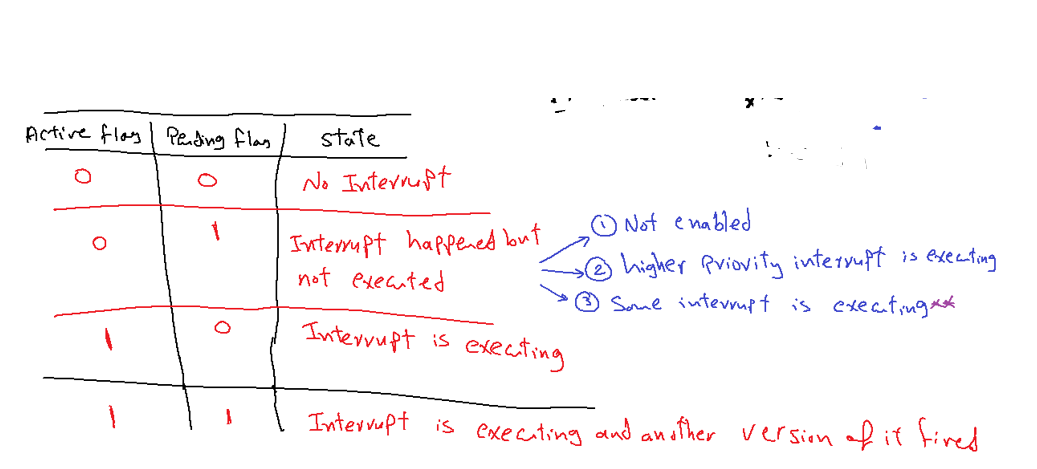 Active flag Pending flag state
0 0 No Interrupt
0 1 Interrupt happened but
not executed
① Not enabled
② higher Priority interrupt is executing
③ Same interrupt is executing**
1 0 Interrupt is executing
1 1 Interrupt is executing and another version of it fired